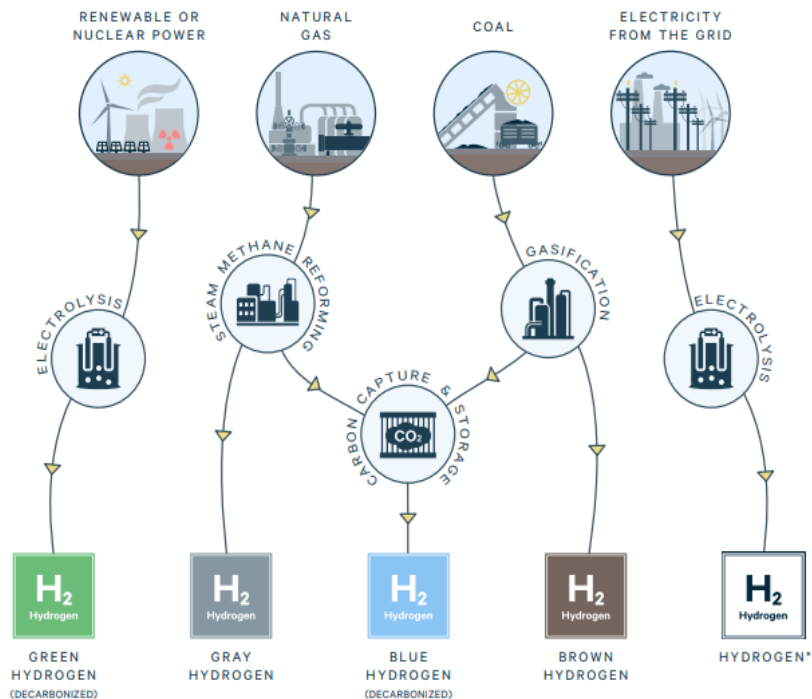 RENEWABLE OR
NUCLEAR POWER
NATURAL
GAS
COAL
ELECTRICITY
FROM THE GRID
ELECTROLYSIS
STEAM METHANE REFORMING
GASIFICATION
ELECTROLYSIS
CARBON CAPTURE & STORAGE
CO₂
H₂
Hydrogen
H₂
Hydrogen
H₂
Hydrogen
H₂
Hydrogen
H₂
Hydrogen
GREEN
HYDROGEN
(DECARBONIZED)
GRAY
HYDROGEN
BLUE
HYDROGEN
(DECARBONIZED)
BROWN
HYDROGEN
HYDROGEN*